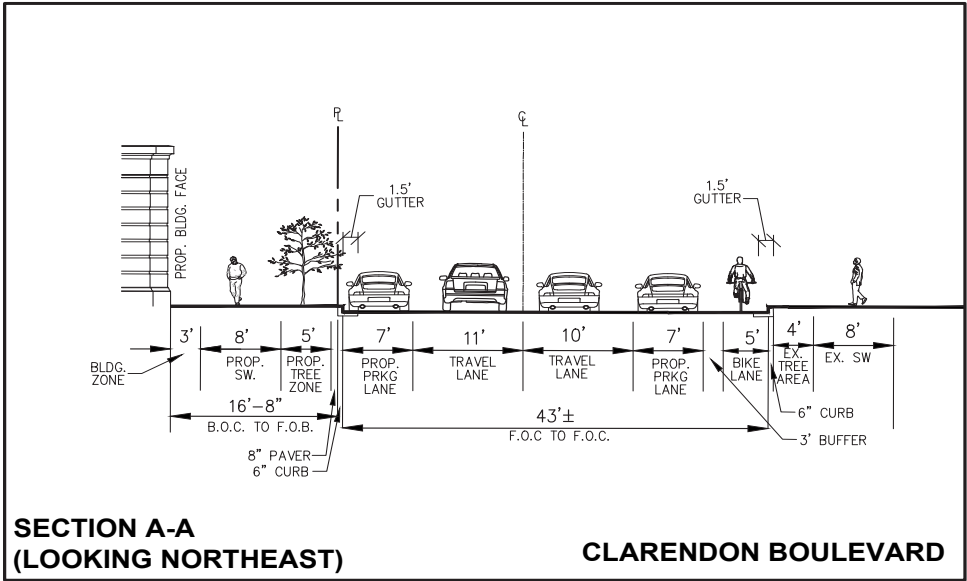 ℄
℄
PROP. BLDG. FACE
1.5'
GUTTER
1.5'
GUTTER
3'
8'
5'
7'
11'
10'
7'
5'
4'
8'
BLDG.
ZONE
PROP.
SW.
PROP.
TREE
ZONE
PROP.
PRKG
LANE
TRAVEL
LANE
TRAVEL
LANE
PROP.
PRKG
LANE
BIKE
LANE
EX.
TREE
AREA
EX. SW
16'-8"
B.O.C. TO F.O.B.
43'±
F.O.C TO F.O.C.
6" CURB
3' BUFFER
8" PAVER
6" CURB
SECTION A-A
(LOOKING NORTHEAST)
CLARENDON BOULEVARD